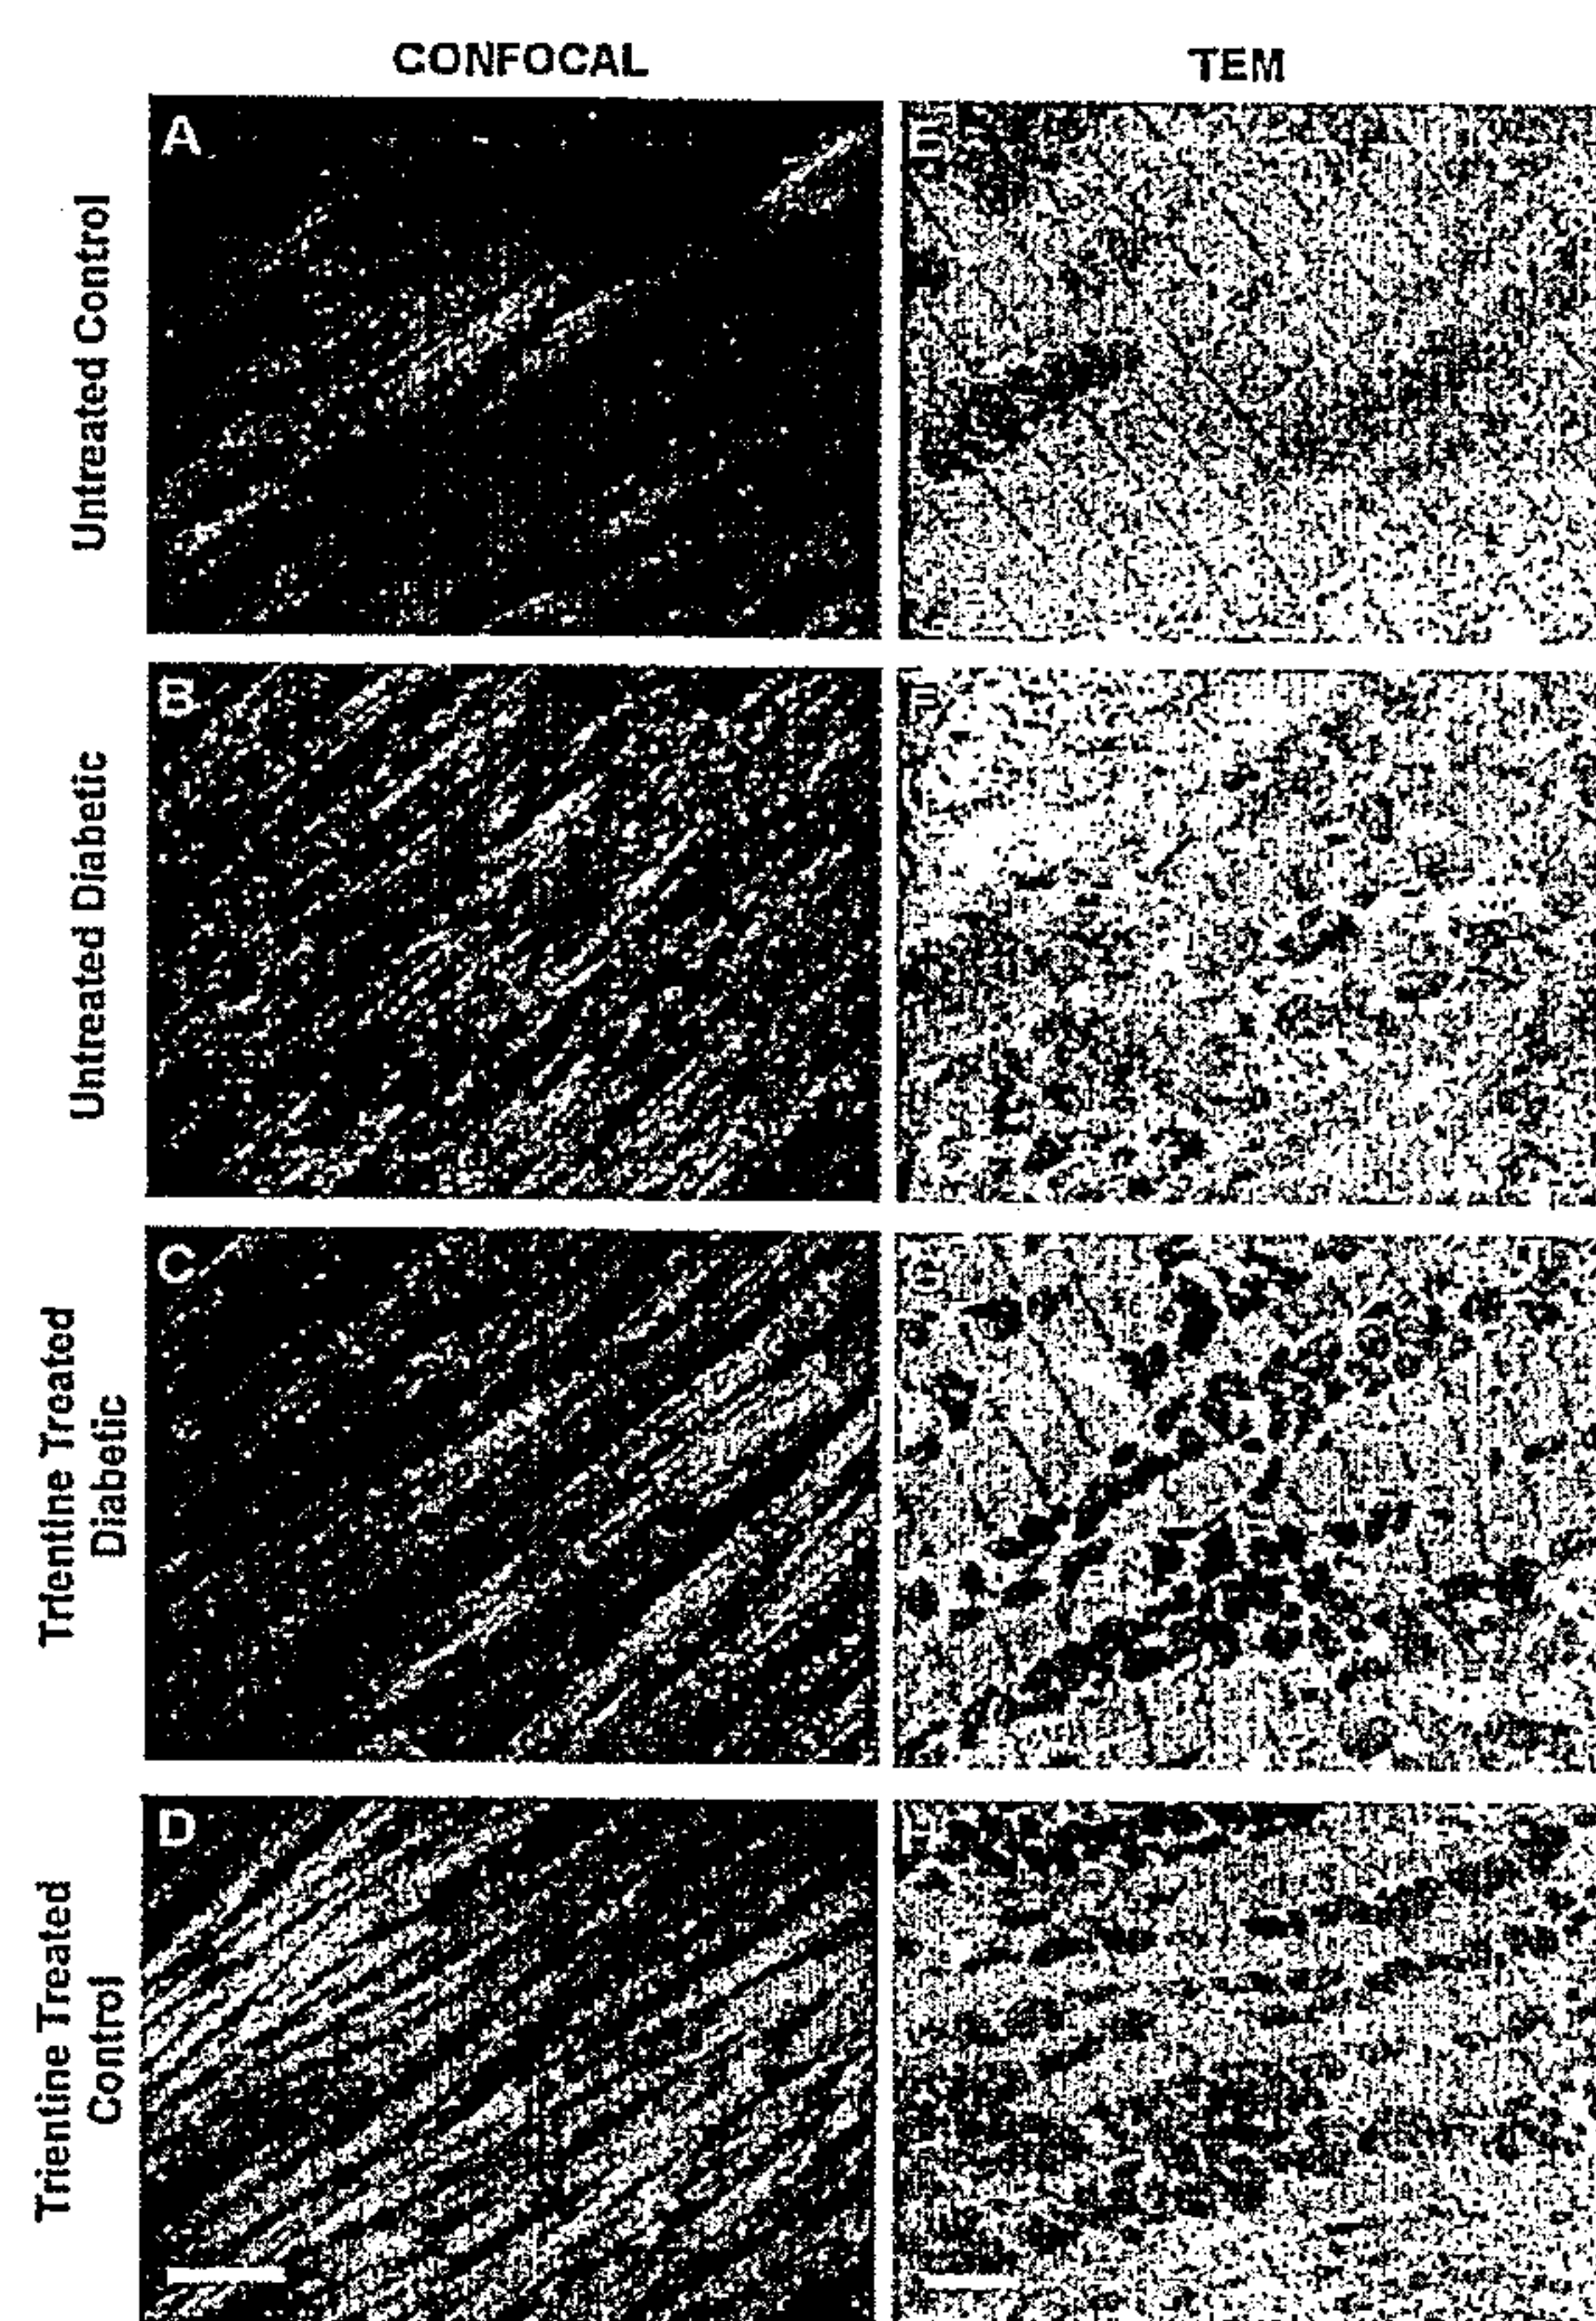 CONFOCAL
TEM
Untreated Control
A
E
Untreated Diabetic
B
F
Trientine Treated
Diabetic
C
G
Trientine Treated
Control
D
H